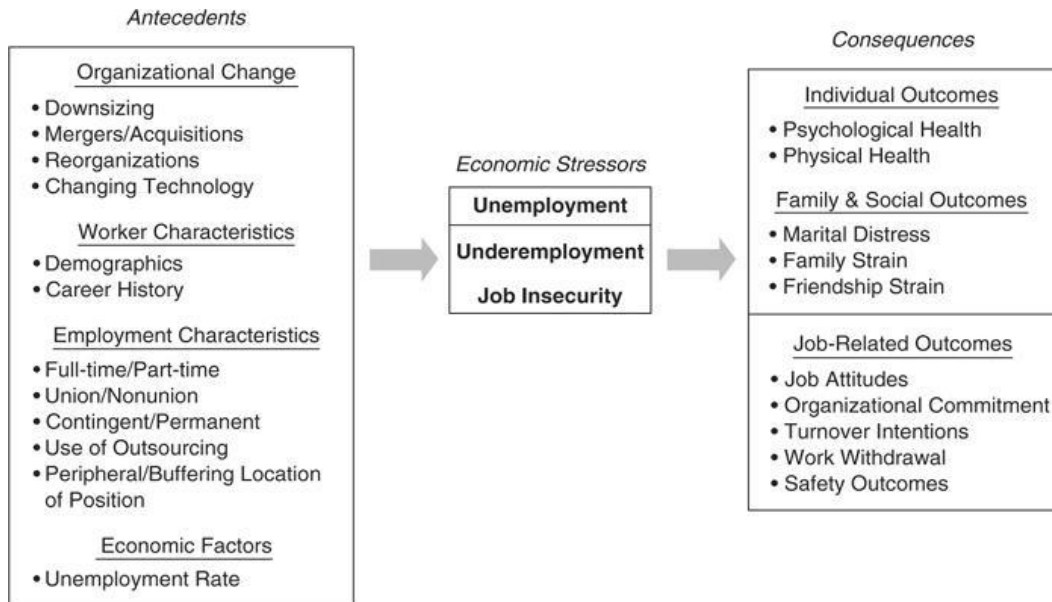 Antecedents
Organizational Change
• Downsizing
• Mergers/Acquisitions
• Reorganizations
• Changing Technology
Worker Characteristics
• Demographics
• Career History
Employment Characteristics
• Full-time/Part-time
• Union/Nonunion
• Contingent/Permanent
• Use of Outsourcing
• Peripheral/Buffering Location
of Position
Economic Factors
• Unemployment Rate
Economic Stressors
Unemployment
Underemployment
Job Insecurity
Consequences
Individual Outcomes
• Psychological Health
• Physical Health
Family & Social Outcomes
• Marital Distress
• Family Strain
• Friendship Strain
Job-Related Outcomes
• Job Attitudes
• Organizational Commitment
• Turnover Intentions
• Work Withdrawal
• Safety Outcomes